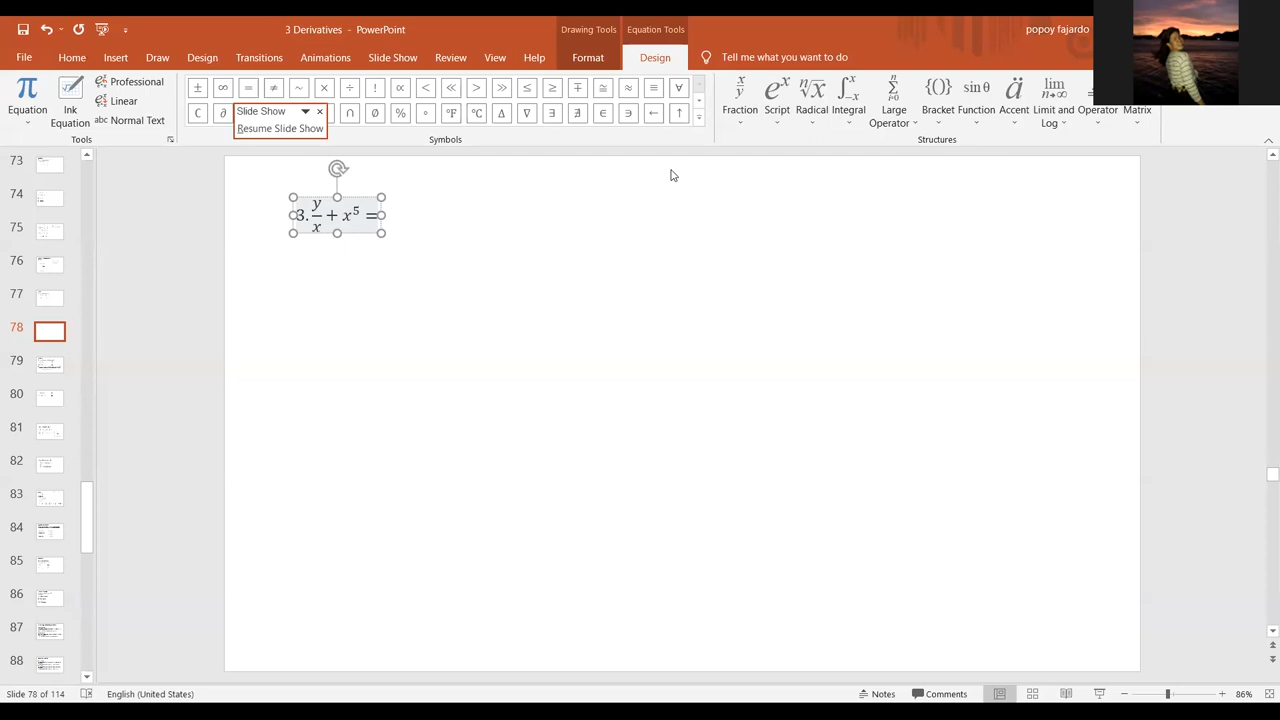 3 Derivatives - PowerPoint
Drawing Tools
Equation Tools
popoy fajardo
File
Home
Insert
Draw
Design
Transitions
Animations
Slide Show
Review
View
Help
Format
Design
Tell me what you want to do
Equation
Ink Equation
Professional
Linear
abc Normal Text
Tools
± ∞ = ≠ ~ × ÷ ! ∝ < ≪ > ≫ ≤ ≥ ∓ ≅ ≈ ≡ ∀
∁ ∂ ∩ ∅ % ° °F °C ∆ ∇ ∃ ∄ ∈ ∋ ← ↑
Slide Show
Resume Slide Show
Symbols
Fraction
Script
Radical
Integral
Large Operator
Bracket
Function
Accent
Limit and Log
Operator
Matrix
Structures
73
74
75
76
77
78
79
80
81
82
83
84
85
86
87
88
3. y/x + x⁵ =
Slide 78 of 114
English (United States)
Notes
Comments
86%